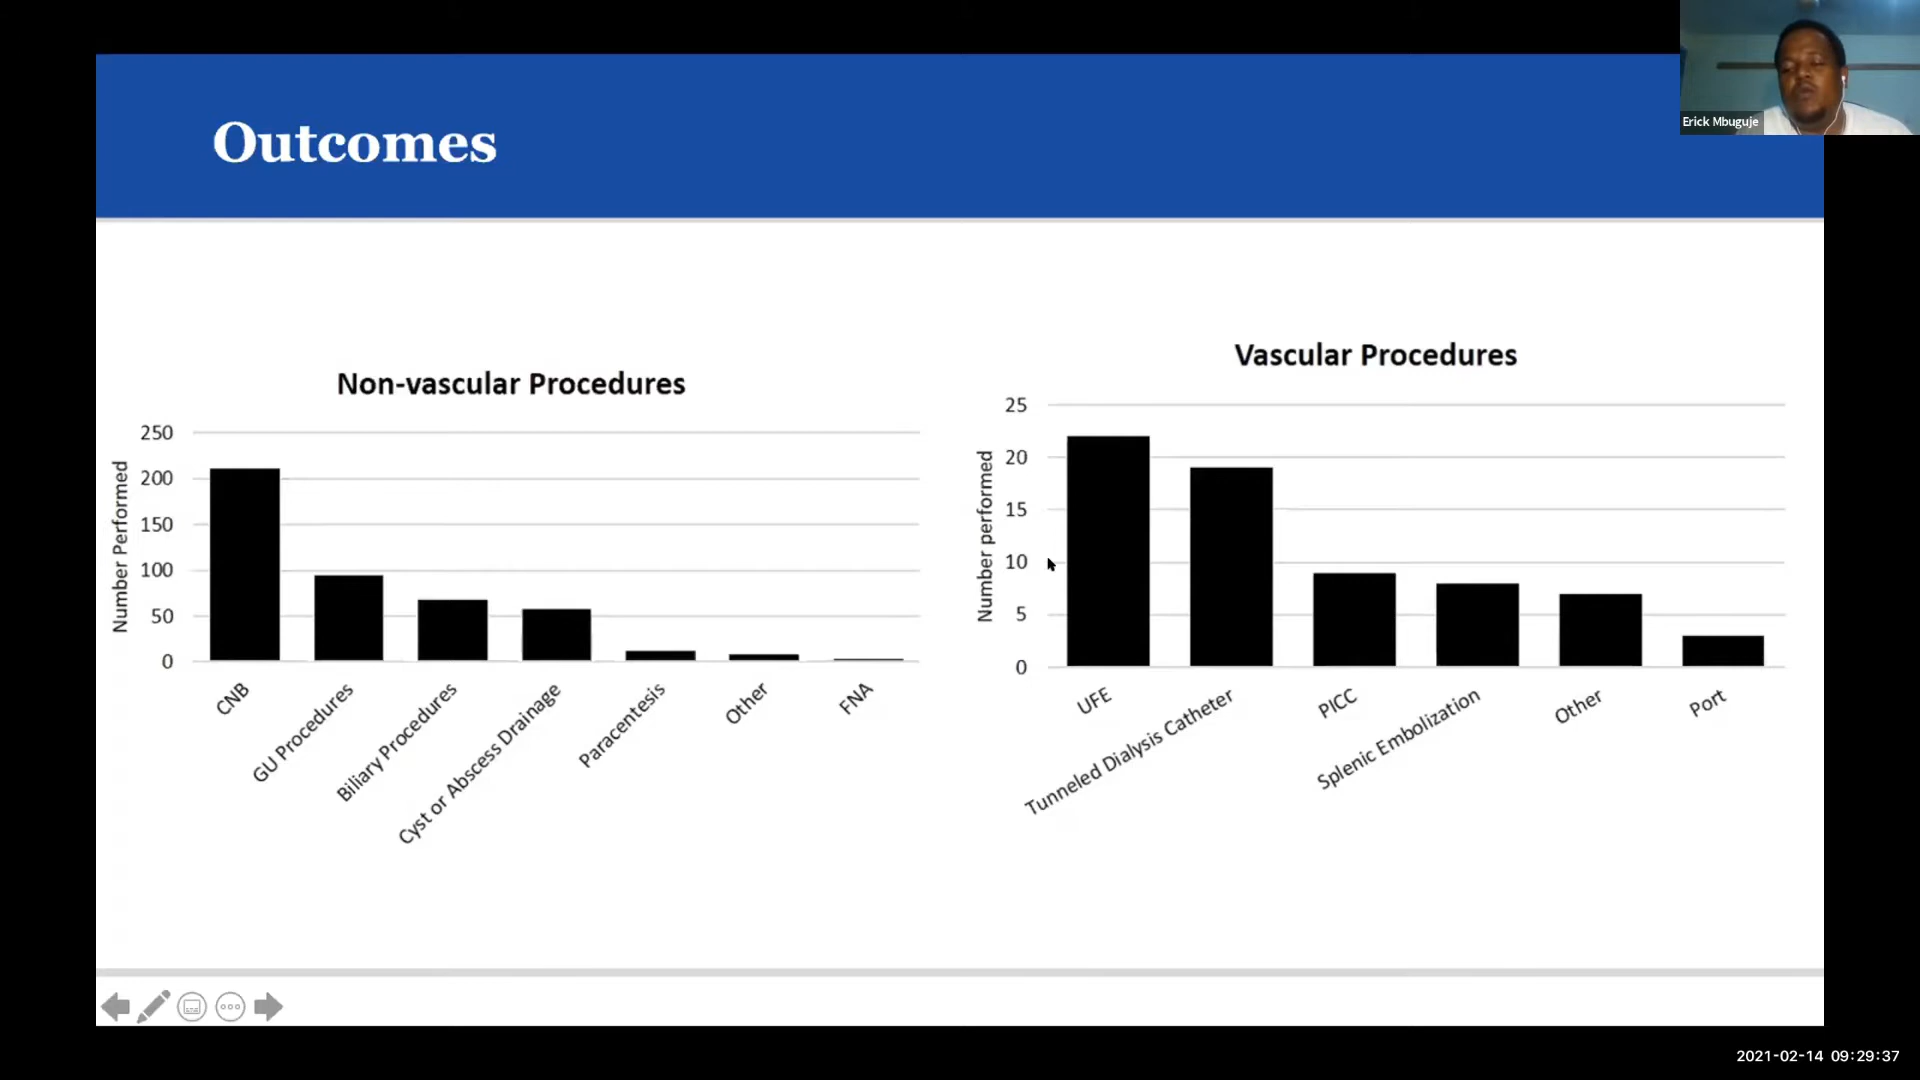 Erick Mbuguje
Outcomes
Non-vascular Procedures
Number Performed
250
200
150
100
50
0
CNB
GU Procedures
Biliary Procedures
Cyst or Abscess Drainage
Paracentesis
Other
FNA
Vascular Procedures
Number performed
25
20
15
10
5
0
UFE
Tunneled Dialysis Catheter
PICC
Splenic Embolization
Other
Port
2021-02-14 09:29:37